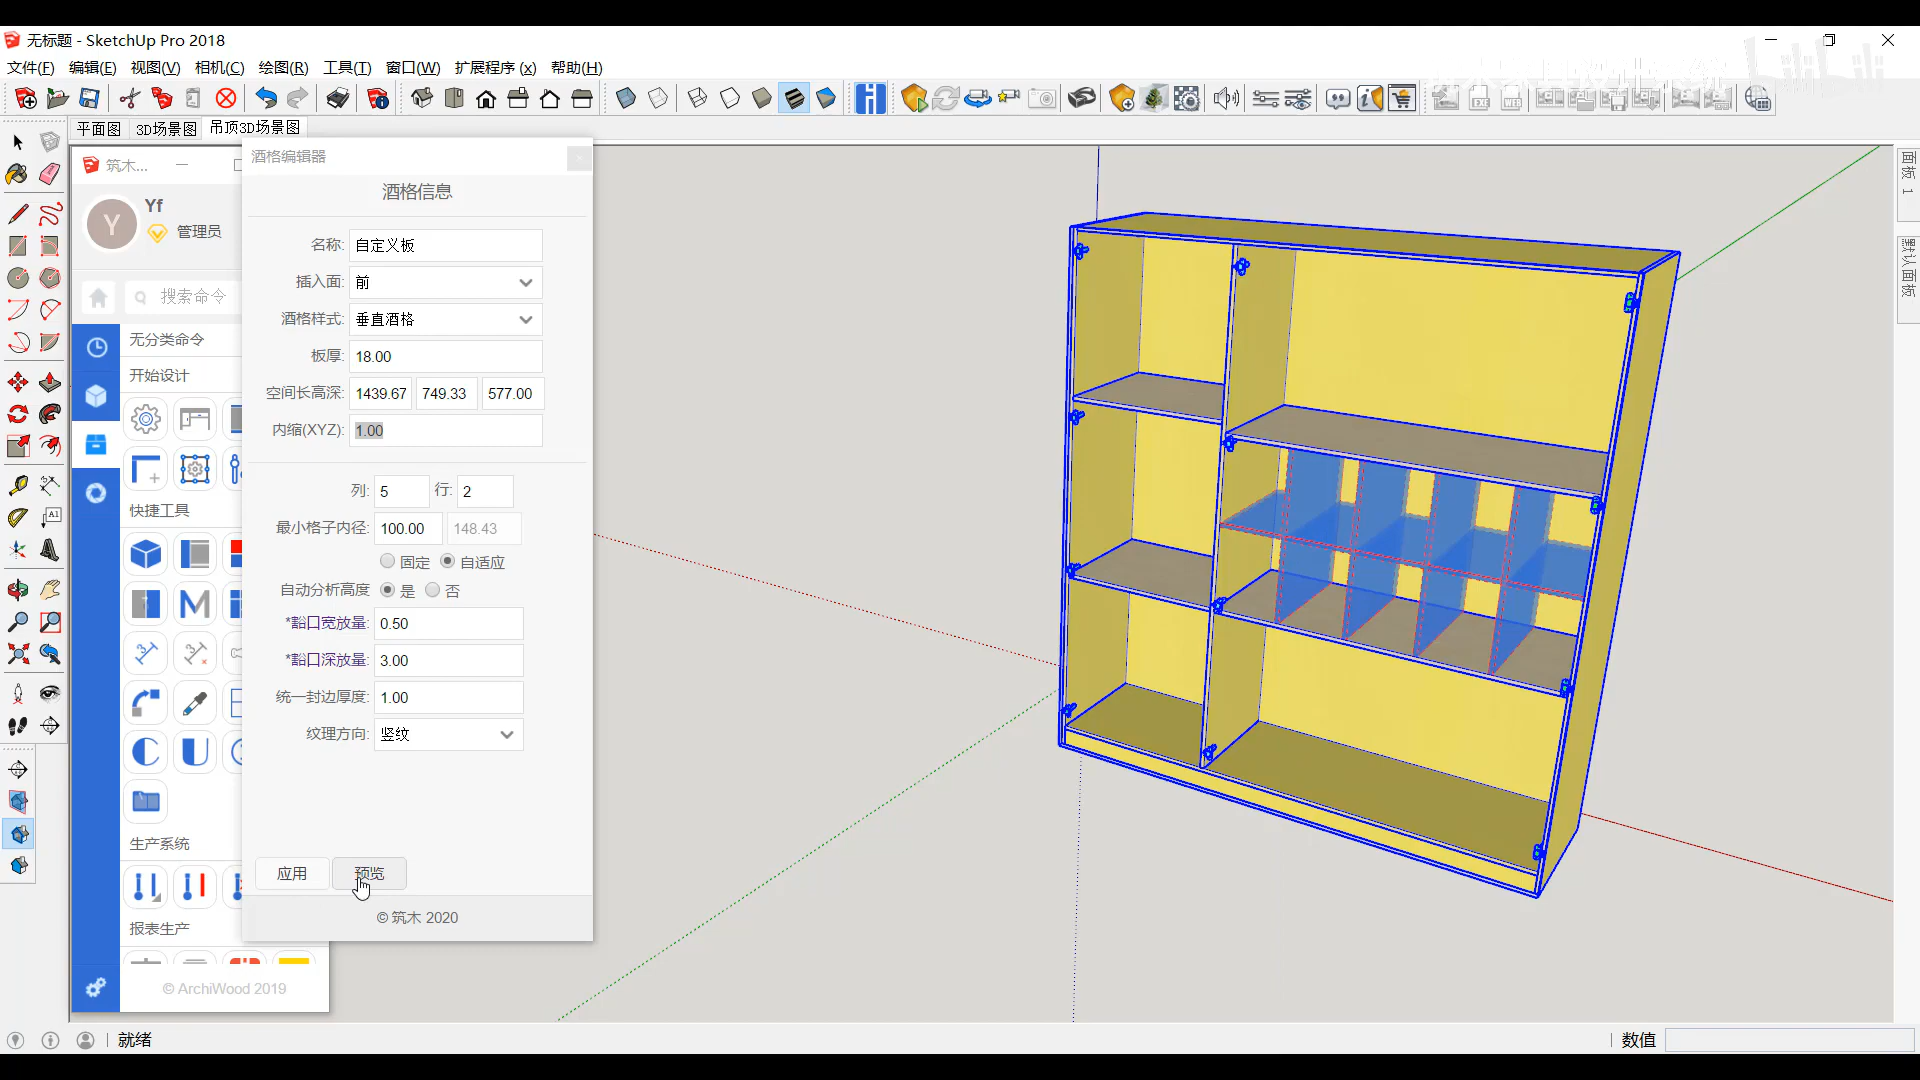 无标题 - SketchUp Pro 2018
文件(F) 编辑(E) 视图(V) 相机(C) 绘图(R) 工具(T) 窗口(W) 扩展程序 (x) 帮助(H)
平面图 3D场景图 吊顶3D场景图
筑木...
Yf
Y
管理员
搜索命令
无分类命令
开始设计
快捷工具
生产系统
报表生产
© ArchiWood 2019
酒格编辑器
酒格信息
名称: 自定义板
插入面: 前
酒格样式: 垂直酒格
板厚: 18.00
空间长高深: 1439.67 749.33 577.00
内缩(XYZ): 1.00
列: 5 行: 2
最小格子内径: 100.00 148.43
固定 自适应
自动分析高度 是 否
*豁口宽放量: 0.50
*豁口深放量: 3.00
统一封边厚度: 1.00
纹理方向: 竖纹
应用 预览
© 筑木 2020
面板 1
默认面板
就绪
数值